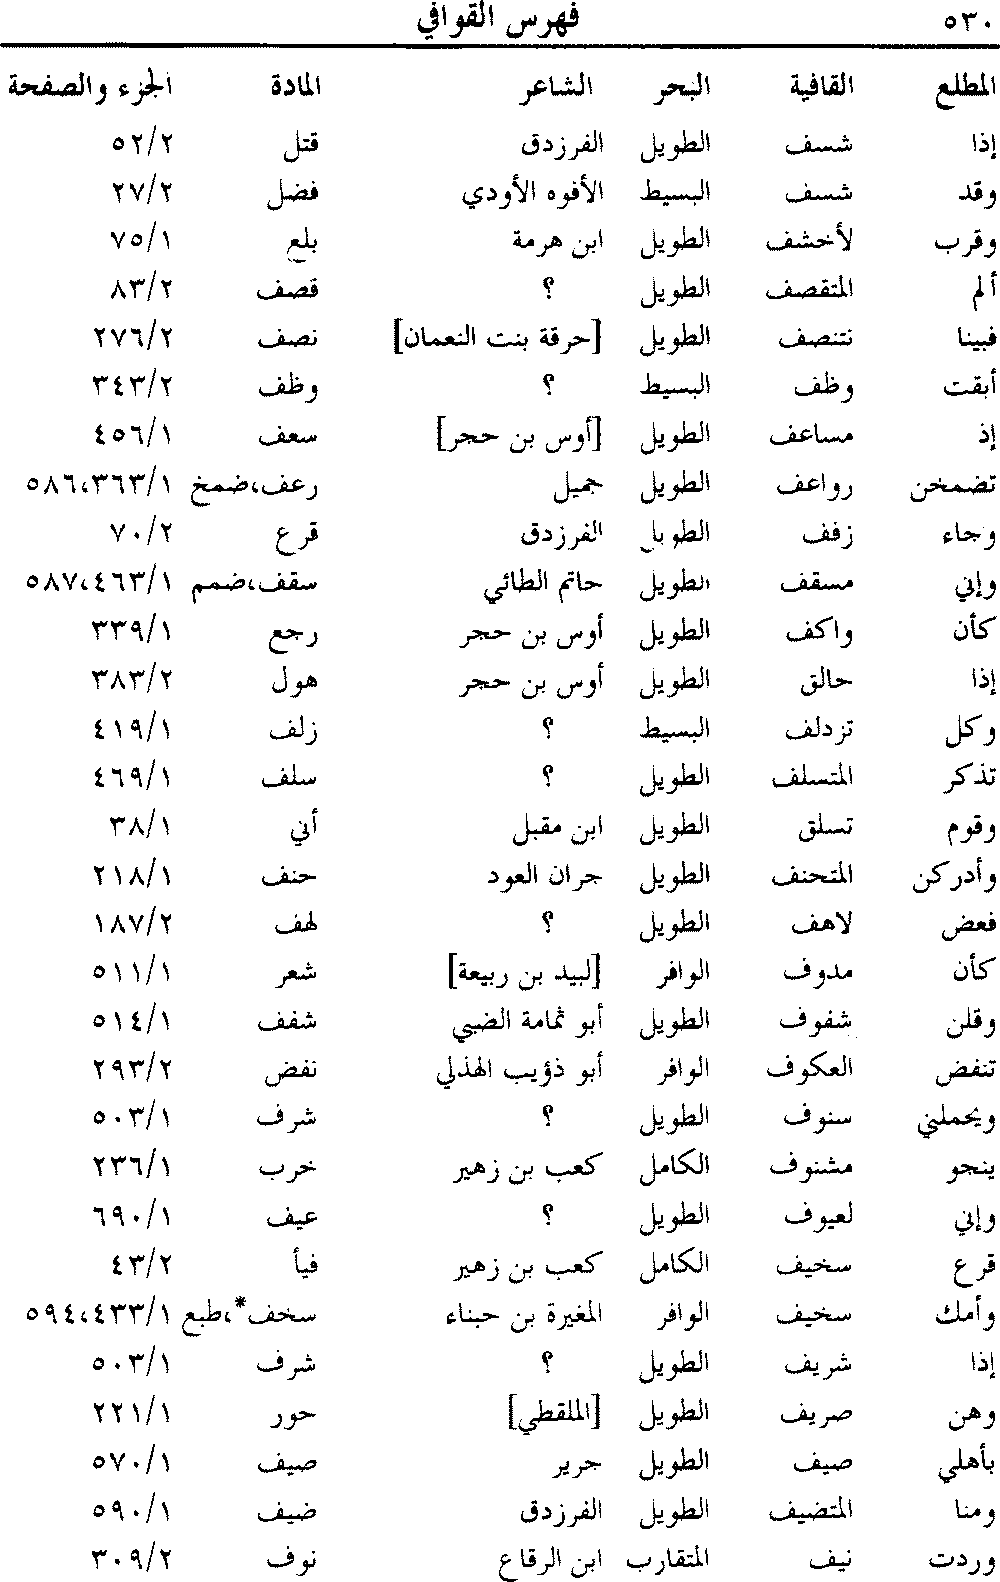 ٥٣٠ فهرس القوافي
المطلع القافية البحر الشاعر المادة الجزء والصفحة
إذا شسف الطويل الفرزدق قتل ٥٢/٢
وقد شسف البسيط الأفوه الأودي فضل ٢٧/٢
وقرب لأخشف الطويل ابن هرمة بلع ٧٥/١
ألم المتقصف الطويل ؟ قصف ٨٣/٢
فبينا نتنصف الطويل [حرقة بنت النعمان] نصف ٢٧٦/٢
أبقت وظف البسيط ؟ وظف ٣٤٣/٢
إذ مساعف الطويل [أوس بن حجر] سعف ٤٥٦/١
تضمخن رواعف الطويل جميل رعف،ضمخ ٥٨٦،٣٦٣/١
وجاء زفف الطويل الفرزدق قرع ٧٠/٢
وإني مسقف الطويل حاتم الطائي سقف،ضمم ٥٨٧،٤٦٣/١
كأن واكف الطويل أوس بن حجر رجع ٣٣٩/١
إذا حالق الطويل أوس بن حجر هول ٣٨٣/٢
وكل تزدلف البسيط ؟ زلف ٤١٩/١
تذكر المتسلف الطويل ؟ سلف ٤٦٩/١
وقوم تسلق الطويل ابن مقبل أني ٣٨/١
وأدركن المتحنف الطويل جران العود حنف ٢١٨/١
فعض لاهف الطويل ؟ لهف ١٨٧/٢
كأن مدوف الوافر [لبيد بن ربيعة] شعر ٥١١/١
وقلن شفوف الطويل أبو ثمامة الضبي شفف ٥١٤/١
تنفض العكوف الوافر أبو ذؤيب الهذلي نفض ٢٩٣/٢
ويحملني سنوف الطويل ؟ شرف ٥٠٣/١
ينجو مشنوف الكامل كعب بن زهير خرب ٢٣٦/١
وإني لعيوف الطويل ؟ عيف ٦٩٠/١
قرع سخيف الكامل كعب بن زهير فيأ ٤٣/٢
وأمك سخيف الوافر المغيرة بن حبناء سخف*،طبع ٥٩٤،٤٣٣/١
إذا شريف الطويل ؟ شرف ٥٠٣/١
وهن صريف الطويل [الملقطي] حور ٢٢١/١
بأهلي صيف الطويل جرير صيف ٥٧٠/١
ومنا المتضيف الطويل الفرزدق ضيف ٥٩٠/١
وردت نيف المتقارب ابن الرقاع نوف ٣٠٩/٢